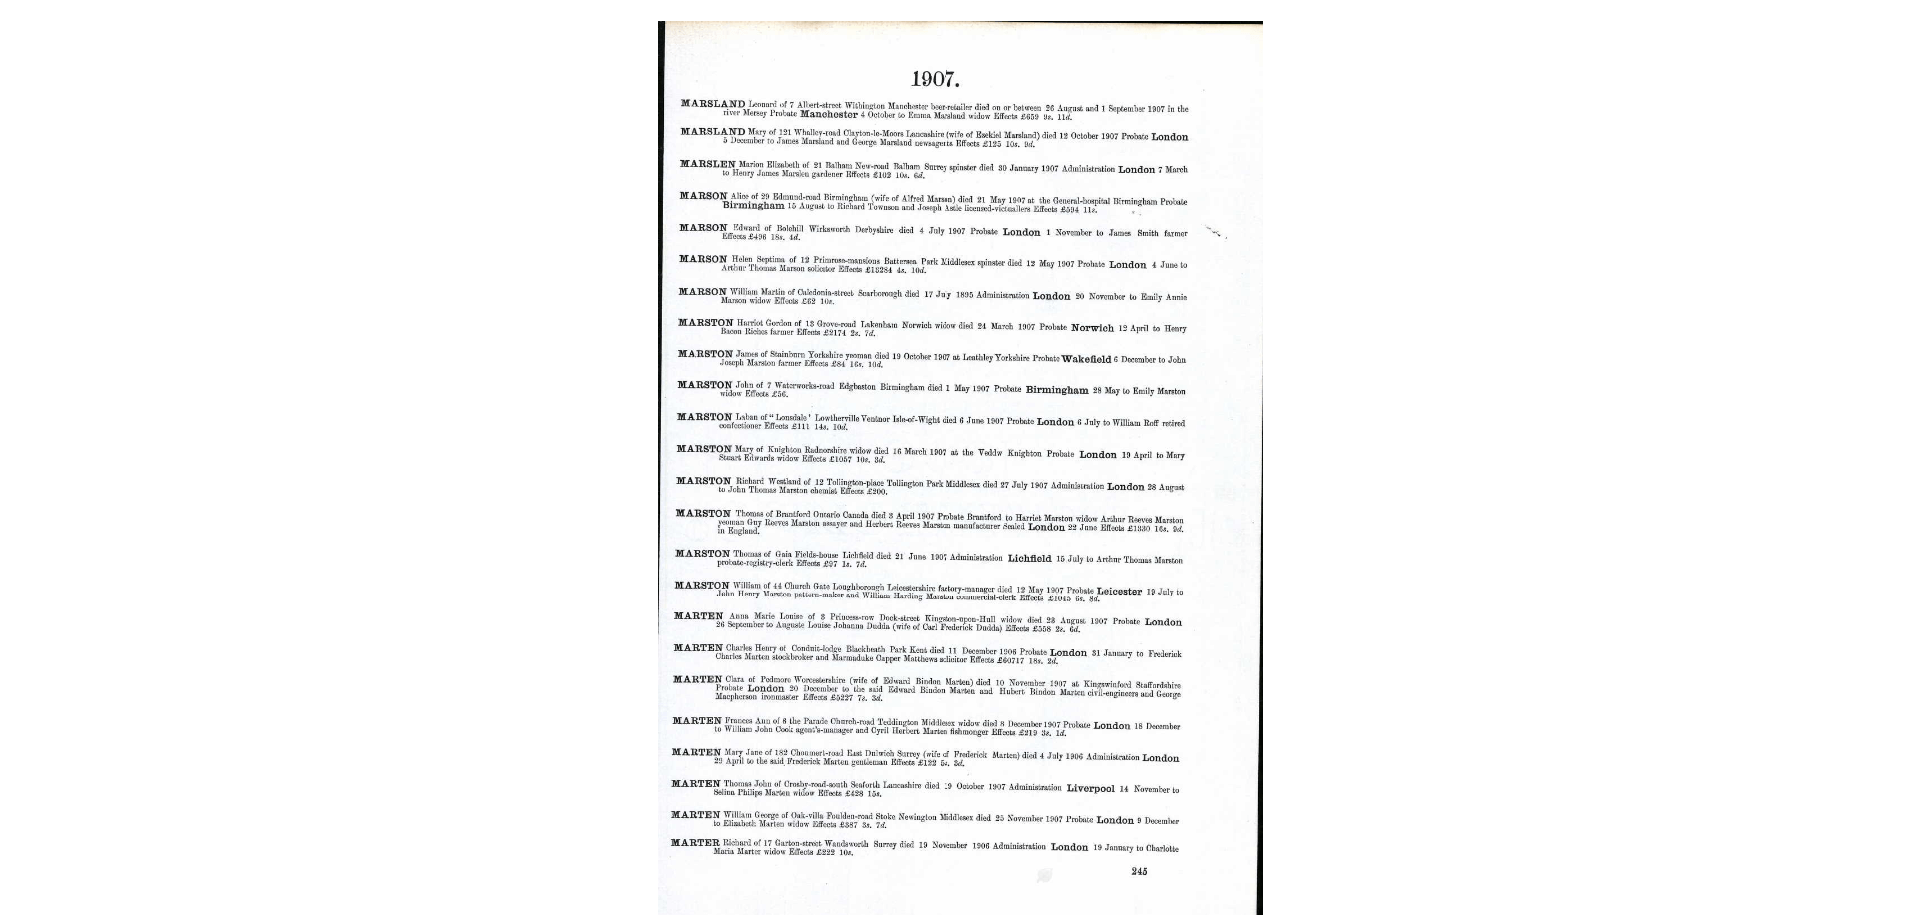 1907.
MARSLAND Leonard of 7 Albert-street Withington Manchester beer-retailer died on or between 26 August and 1 September 1907 in the
river Mersey Probate Manchester 4 October to Emma Marsland widow Effects £659 9s. 11d.
MARSLAND Mary of 121 Whalley-road Clayton-le-Moors Lancashire (wife of Ezekiel Marsland) died 12 October 1907 Probate London
5 December to James Marsland and George Marsland newsagents Effects £125 10s. 9d.
MARSLEN Marion Elizabeth of 21 Balham New-road Balham Surrey spinster died 30 January 1907 Administration London 7 March
to Henry James Marslen gardener Effects £102 10s. 6d.
MARSON Alice of 29 Edmund-road Birmingham (wife of Alfred Marson) died 21 May 1907 at the General-hospital Birmingham Probate
Birmingham 15 August to Richard Townson and Joseph Astle licensed-victuallers Effects £594 11s.
MARSON Edward of Bolehill Wirksworth Derbyshire died 4 July 1907 Probate London 1 November to James Smith farmer
Effects £496 18s. 4d.
MARSON Helen Septima of 12 Primrose-mansions Battersea Park Middlesex spinster died 12 May 1907 Probate London 4 June to
Arthur Thomas Marson solicitor Effects £13284 4s. 10d.
MARSON William Martin of Caledonia-street Scarborough died 17 July 1895 Administration London 20 November to Emily Annie
Marson widow Effects £62 10s.
MARSTON Harriot Gordon of 13 Grove-road Lakenham Norwich widow died 24 March 1907 Probate Norwich 12 April to Henry
Bacon Riches farmer Effects £2174 2s. 7d.
MARSTON James of Stainburn Yorkshire yeoman died 19 October 1907 at Leathley Yorkshire Probate Wakefield 6 December to John
Joseph Marston farmer Effects £84 16s. 10d.
MARSTON John of 7 Waterworks-road Edgbaston Birmingham died 1 May 1907 Probate Birmingham 28 May to Emily Marston
widow Effects £56.
MARSTON Laban of "Lonsdale" Lowtherville Ventnor Isle-of-Wight died 6 June 1907 Probate London 6 July to William Roff retired
confectioner Effects £111 14s. 10d.
MARSTON Mary of Knighton Radnorshire widow died 16 March 1907 at the Veddw Knighton Probate London 19 April to Mary
Stuart Edwards widow Effects £1057 10s. 3d.
MARSTON Richard Westland of 12 Tollington-place Tollington Park Middlesex died 27 July 1907 Administration London 28 August
to John Thomas Marston chemist Effects £200.
MARSTON Thomas of Brantford Ontario Canada died 3 April 1907 Probate Brantford to Harriet Marston widow Arthur Reeves Marston
yeoman Guy Reeves Marston assayer and Herbert Reeves Marston manufacturer Sealed London 22 June Effects £1330 16s. 9d.
in England.
MARSTON Thomas of Gaia Fields-house Lichfield died 21 June 1907 Administration Lichfield 15 July to Arthur Thomas Marston
probate-registry-clerk Effects £97 1s. 7d.
MARSTON William of 44 Church Gate Loughborough Leicestershire factory-manager died 12 May 1907 Probate Leicester 19 July to
John Henry Marston pattern-maker and William Harding Marston commercial-clerk Effects £1045 6s. 8d.
MARTEN Anna Marie Louise of 3 Princess-row Dock-street Kingston-upon-Hull widow died 23 August 1907 Probate London
26 September to Auguste Louise Johanna Dudda (wife of Carl Frederick Dudda) Effects £558 2s. 6d.
MARTEN Charles Henry of Conduit-lodge Blackheath Park Kent died 11 December 1906 Probate London 31 January to Frederick
Charles Marten stockbroker and Marmaduke Capper Matthews solicitor Effects £60717 18s. 2d.
MARTEN Clara of Pedmore Worcestershire (wife of Edward Bindon Marten) died 10 November 1907 at Kingswinford Staffordshire
Probate London 20 December to the said Edward Bindon Marten and Hubert Bindon Marten civil-engineers and George
Macpherson ironmaster Effects £5227 7s. 3d.
MARTEN Frances Ann of 6 the Parade Church-road Teddington Middlesex widow died 8 December 1907 Probate London 18 December
to William John Cook agent's-manager and Cyril Herbert Marten fishmonger Effects £219 3s. 1d.
MARTEN Mary Jane of 182 Choumert-road East Dulwich Surrey (wife of Frederick Marten) died 4 July 1906 Administration London
29 April to the said Frederick Marten gentleman Effects £122 5s. 3d.
MARTEN Thomas John of Crosby-road-south Seaforth Lancashire died 19 October 1907 Administration Liverpool 14 November to
Selina Philips Marten widow Effects £428 15s.
MARTEN William George of Oak-villa Foulden-road Stoke Newington Middlesex died 25 November 1907 Probate London 9 December
to Elizabeth Marten widow Effects £387 3s. 7d.
MARTER Richard of 17 Garton-street Wandsworth Surrey died 19 November 1906 Administration London 19 January to Charlotte
Maria Marter widow Effects £222 10s.
245